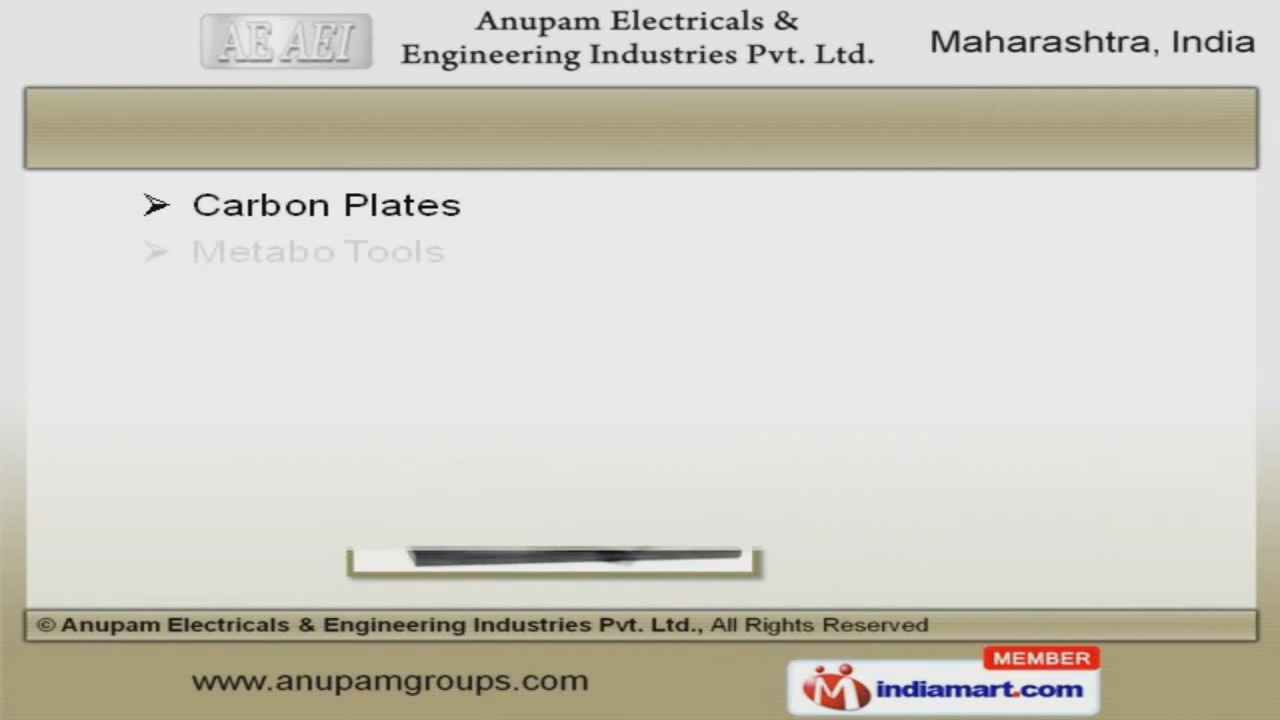 AE AEI
Anupam Electricals &
Engineering Industries Pvt. Ltd.
Maharashtra, India
➢ Carbon Plates
➢ Metabo Tools
© Anupam Electricals & Engineering Industries Pvt. Ltd., All Rights Reserved
www.anupamgroups.com
MEMBER
indiamart.com